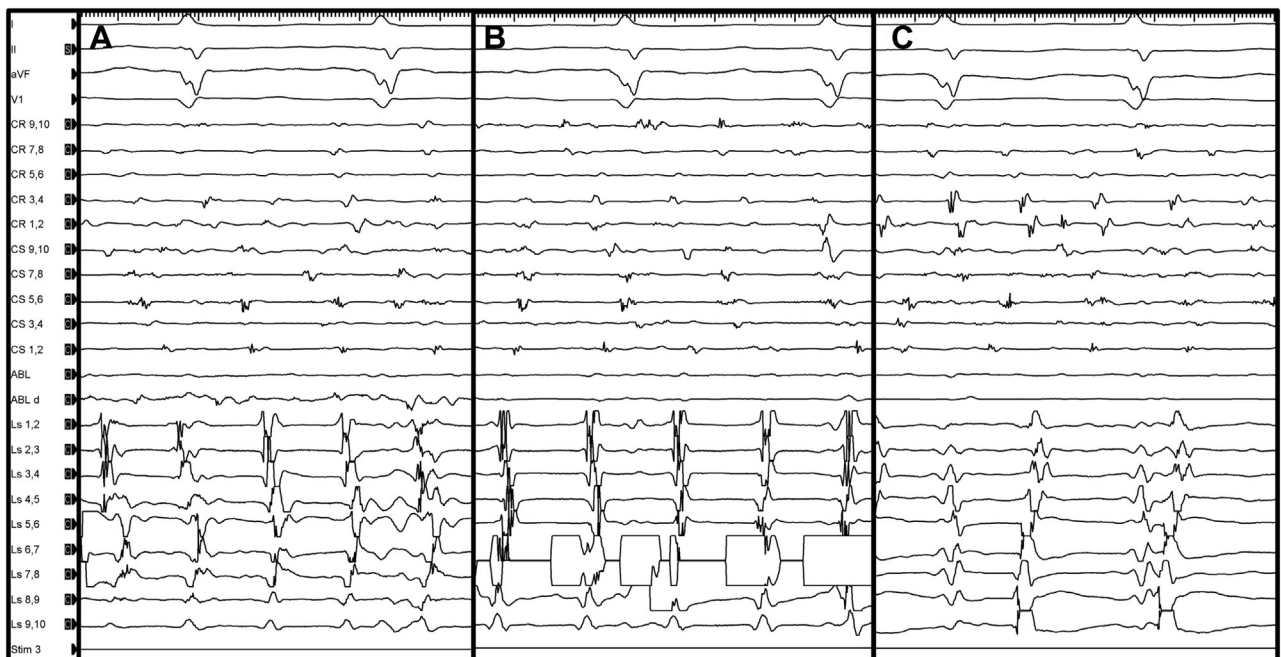 A
B
C
I
II
S
aVF
V1
CR 9,10
CR 7,8
CR 5,6
CR 3,4
CR 1,2
CS 9,10
CS 7,8
CS 5,6
CS 3,4
CS 1,2
ABL
ABL d
Ls 1,2
Ls 2,3
Ls 3,4
Ls 4,5
Ls 5,6
Ls 6,7
Ls 7,8
Ls 8,9
Ls 9,10
Stim 3